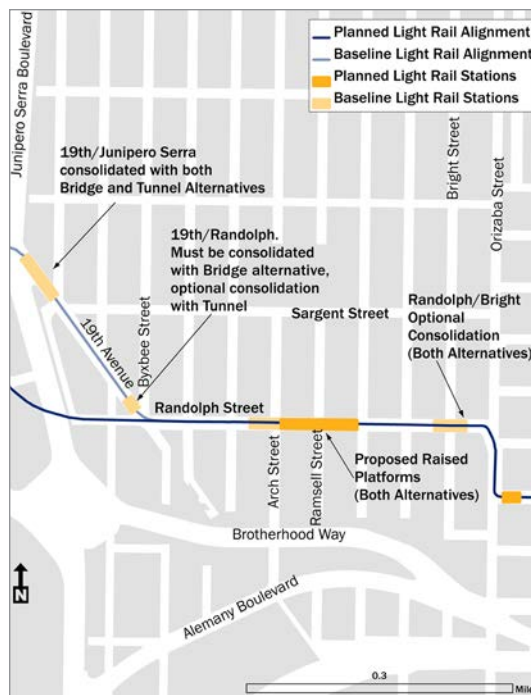 Planned Light Rail Alignment
Baseline Light Rail Alignment
Planned Light Rail Stations
Baseline Light Rail Stations
Junipero Serra Boulevard
Bright Street
Orizaba Street
19th/Junipero Serra
consolidated with both
Bridge and Tunnel Alternatives
19th/Randolph.
Must be consolidated
with Bridge alternative,
optional consolidation
with Tunnel
Byxbee Street
19th Avenue
Sargent Street
Randolph/Bright
Optional
Consolidation
(Both Alternatives)
Randolph Street
Arch Street
Ramsell Street
Proposed Raised
Platforms
(Both Alternatives)
Brotherhood Way
Alemany Boulevard
N
0.3
Mile